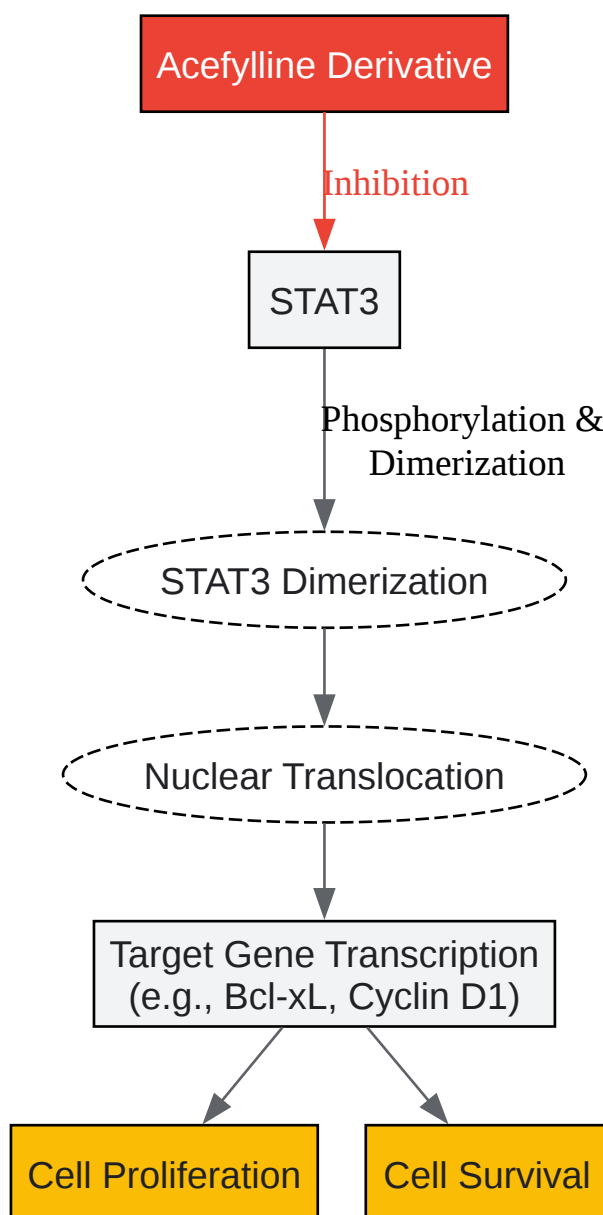 Acefylline Derivative
Inhibition
STAT3
Phosphorylation &
Dimerization
STAT3 Dimerization
Nuclear Translocation
Target Gene Transcription
(e.g., Bcl-xL, Cyclin D1)
Cell Proliferation
Cell Survival